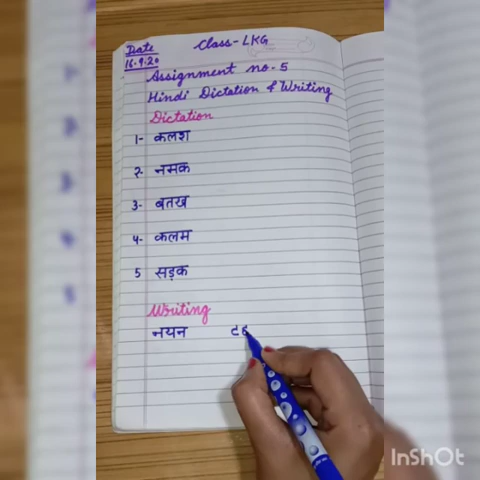 Date
16.9.20
Class-LKG
Assignment no.5
Hindi Dictation & Writing
Dictation
1- कलश
2- नमक
3- बतख
4- कलम
5 सड़क
Writing
नयन
InShOt